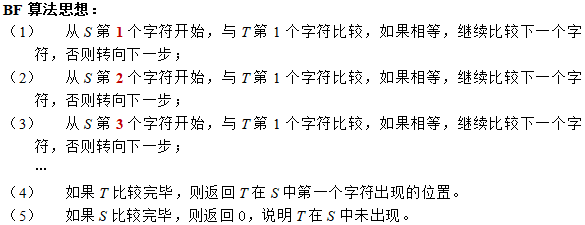 BF 算法思想：
（1） 从 S 第 1 个字符开始，与 T 第 1 个字符比较，如果相等，继续比较下一个字
符，否则转向下一步；
（2） 从 S 第 2 个字符开始，与 T 第 1 个字符比较，如果相等，继续比较下一个字
符，否则转向下一步；
（3） 从 S 第 3 个字符开始，与 T 第 1 个字符比较，如果相等，继续比较下一个字
符，否则转向下一步；
...
（4） 如果 T 比较完毕，则返回 T 在 S 中第一个字符出现的位置。
（5） 如果 S 比较完毕，则返回 0，说明 T 在 S 中未出现。